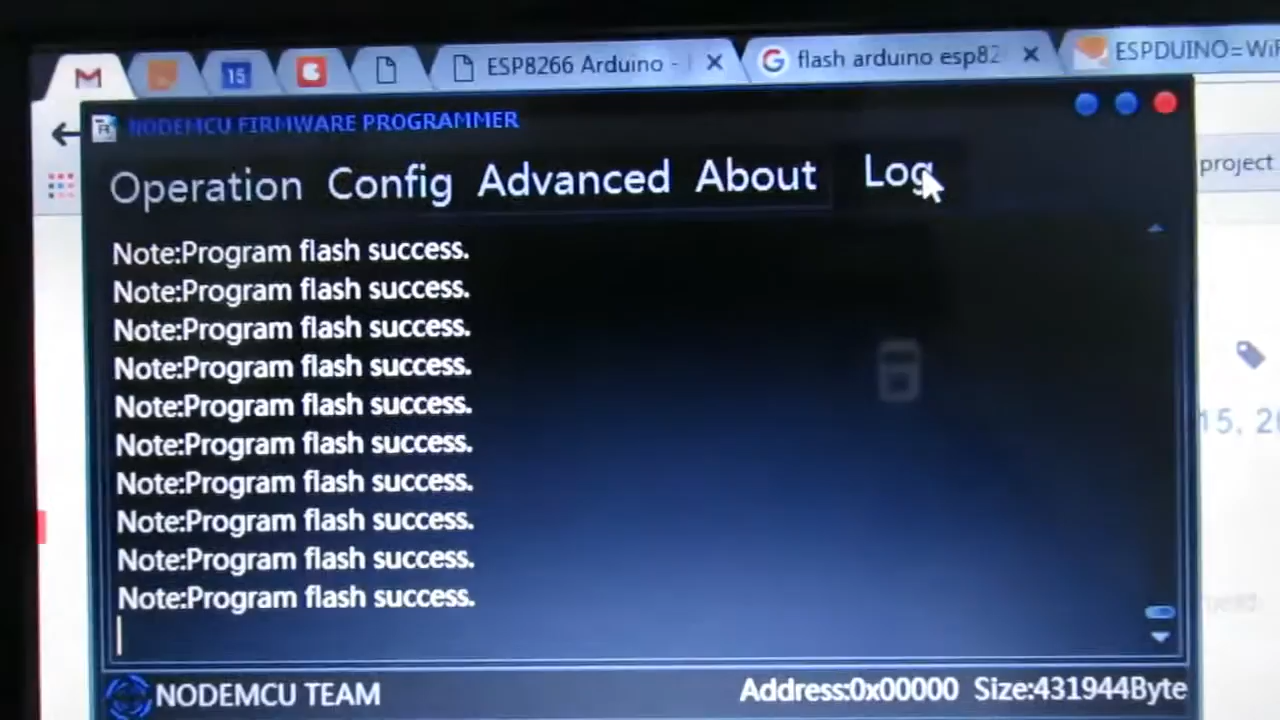 15
ESP8266 Arduino -
flash arduino esp82
ESPDUINO=WiF
NODEMCU FIRMWARE PROGRAMMER
project.
Operation Config Advanced About Log
Note:Program flash success.
Note:Program flash success.
Note:Program flash success.
Note:Program flash success.
Note:Program flash success.
Note:Program flash success.
Note:Program flash success.
Note:Program flash success.
Note:Program flash success.
Note:Program flash success.
15, 20
NODEMCU TEAM
Address:0x00000 Size:431944Byte